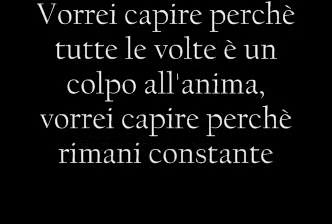 Vorrei capire perchè
tutte le volte è un
colpo all'anima,
vorrei capire perchè
rimani constante